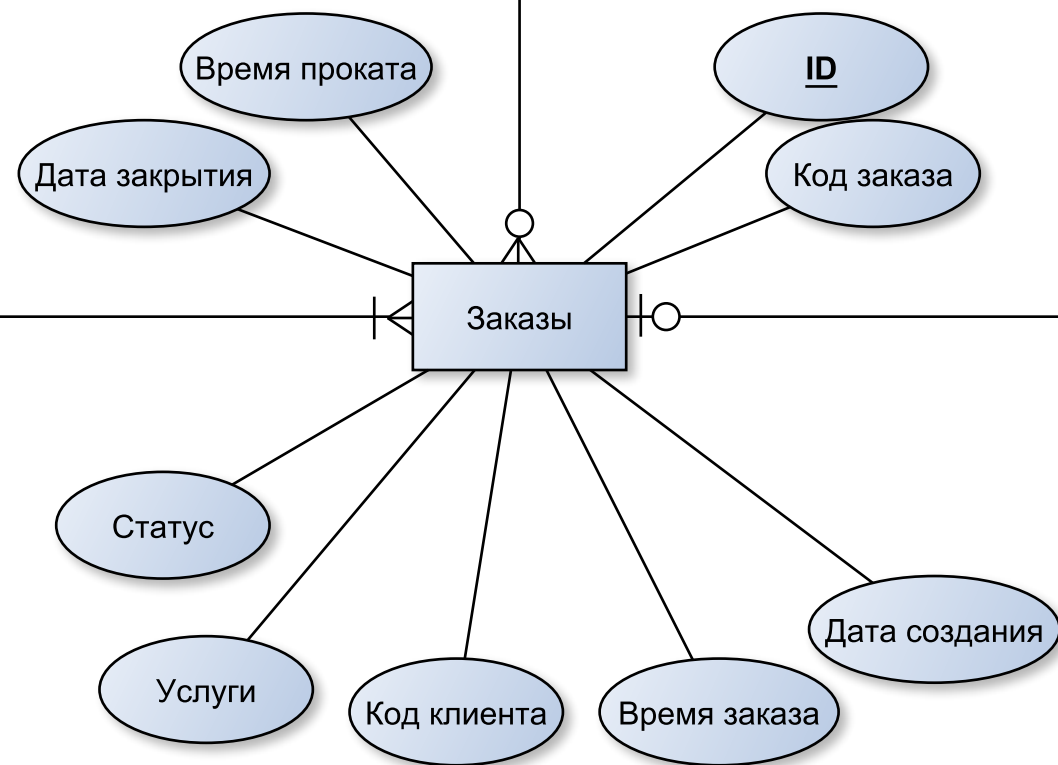 Время проката
ID
Дата закрытия
Код заказа
Заказы
Статус
Дата создания
Услуги
Код клиента
Время заказа